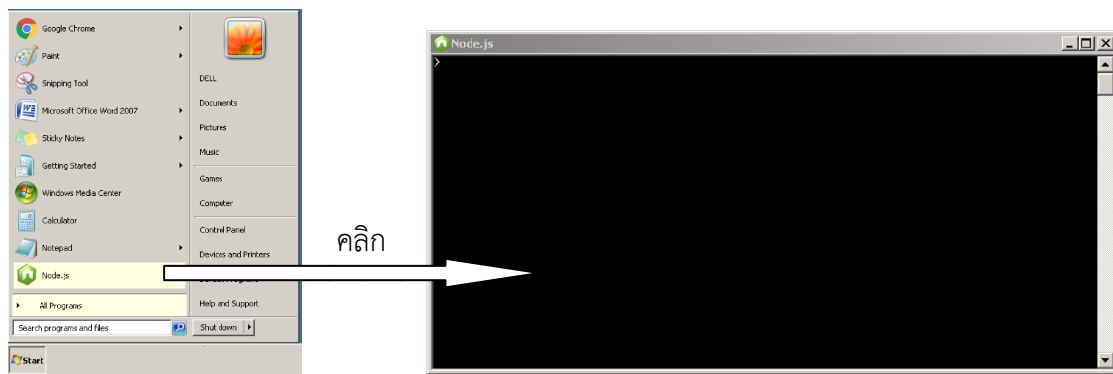 Google Chrome
Paint
Snipping Tool
Microsoft Office Word 2007
Sticky Notes
Getting Started
Windows Media Center
Calculator
Notepad
Node.js
All Programs
Search programs and files
Start
DELL
Documents
Pictures
Music
Games
Computer
Control Panel
Devices and Printers
Help and Support
Shut down
คลิก
Node.js
>